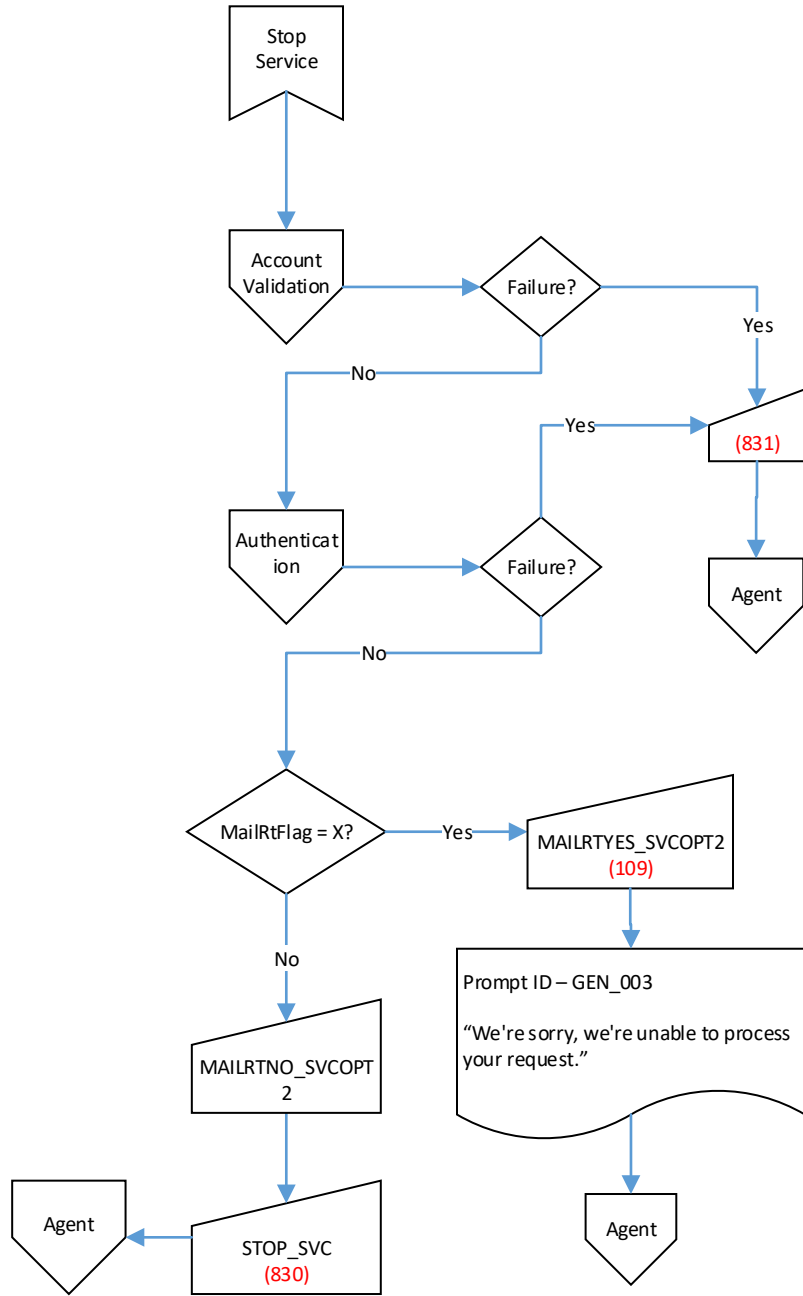 Stop
Service
Account
Validation
Failure?
Yes
No
Yes
(831)
Authenticat
ion
Failure?
Agent
No
MailRtFlag = X?
Yes
MAILRTYES_SVCOPT2
(109)
No
Prompt ID – GEN_003
“We're sorry, we're unable to process
your request.”
MAILRTNO_SVCOPT
2
Agent
STOP_SVC
(830)
Agent